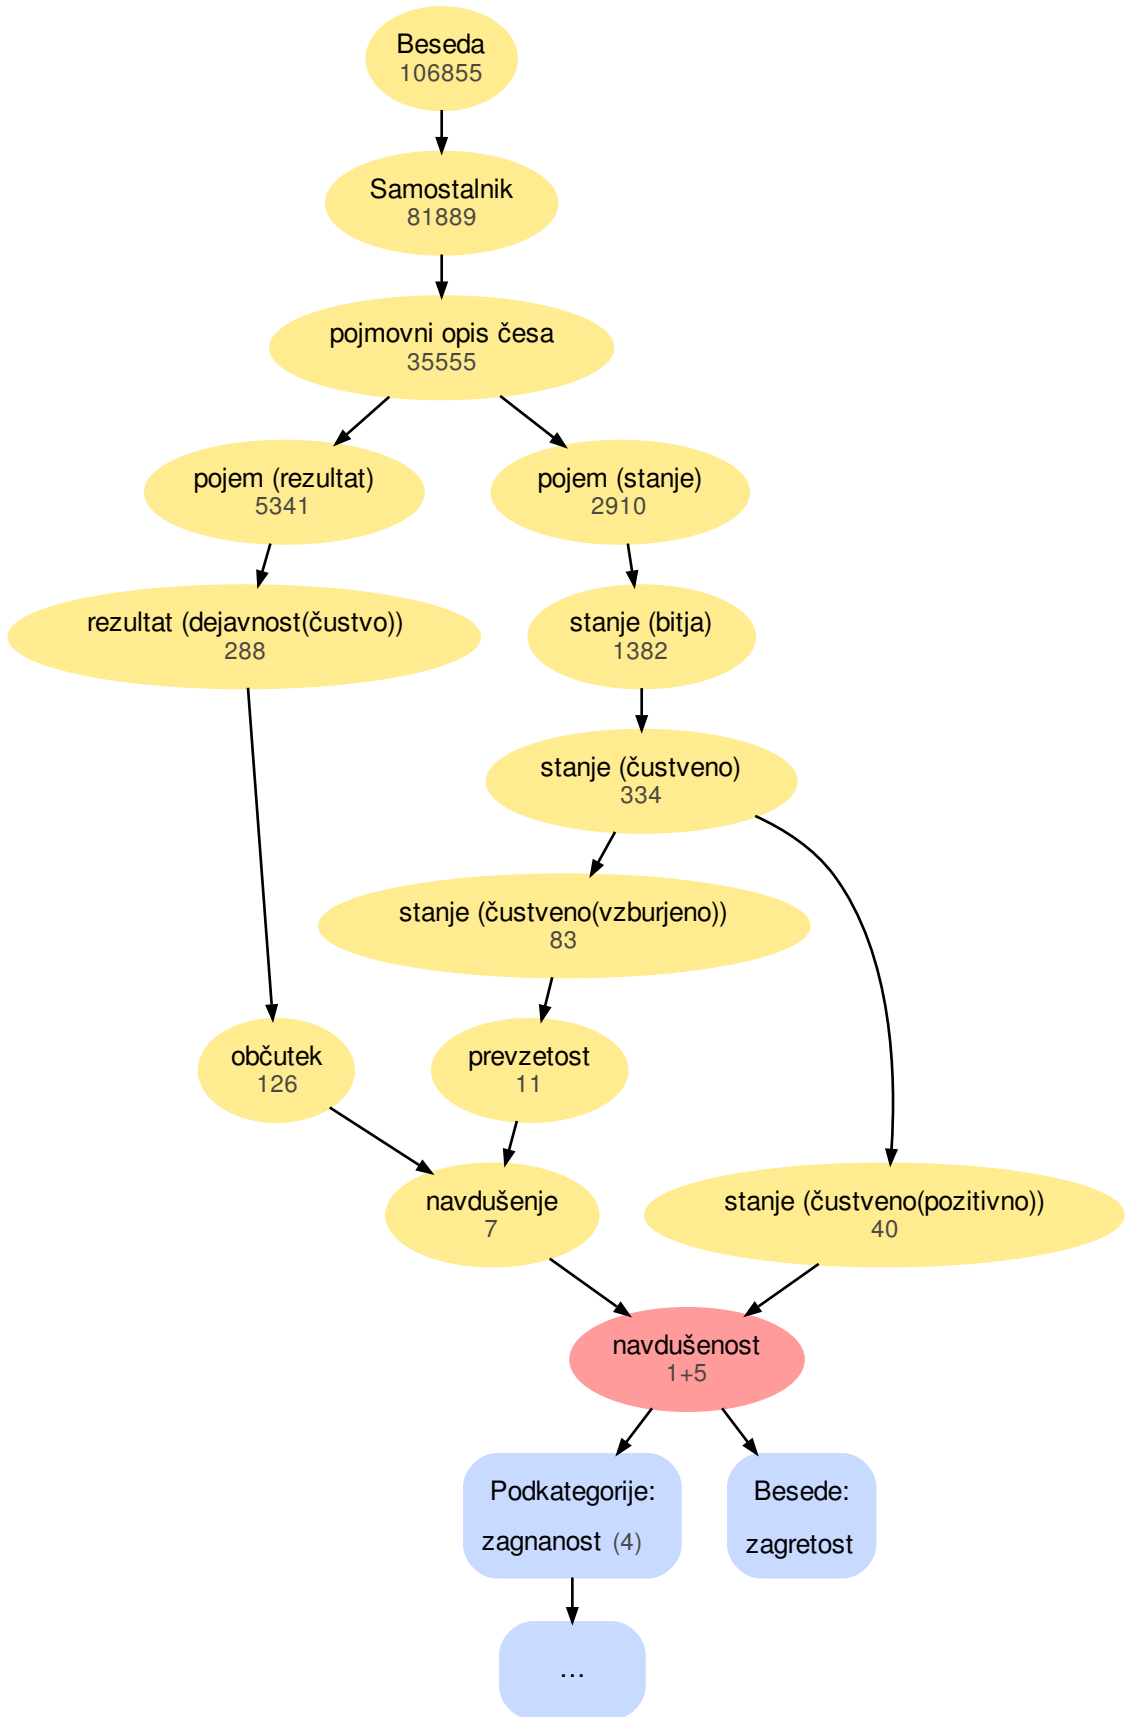 Beseda
106855
Samostalnik
81889
pojmovni opis česa
35555
pojem (rezultat)
5341
pojem (stanje)
2910
rezultat (dejavnost(čustvo))
288
stanje (bitja)
1382
stanje (čustveno)
334
stanje (čustveno(vzburjeno))
83
občutek
126
prevzetost
11
navdušenje
7
stanje (čustveno(pozitivno))
40
navdušenost
1+5
Podkategorije:
zagnanost (4)
Besede:
zagretost
...